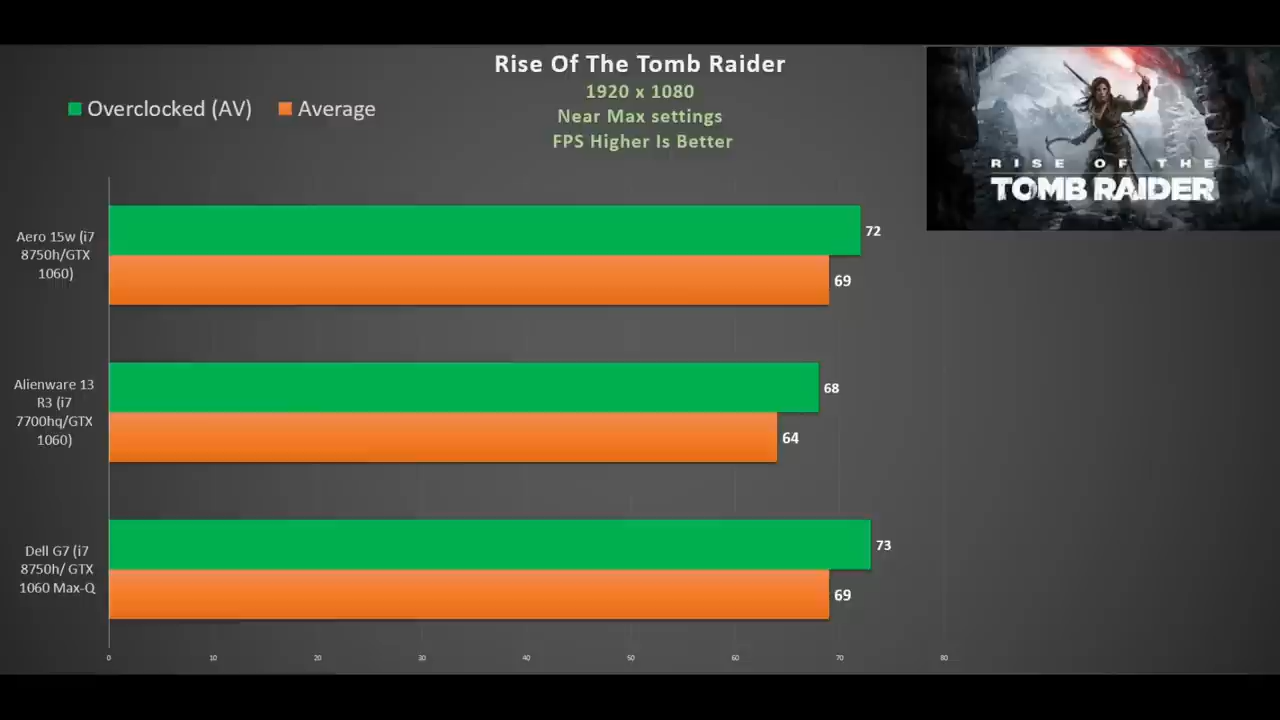 Rise Of The Tomb Raider
1920 x 1080
Near Max settings
FPS Higher Is Better
Overclocked (AV)
Average
RISE OF THE
TOMB RAIDER
Aero 15w (i7
8750h/GTX
1060)
72
69
Alienware 13
R3 (i7
7700hq/GTX
1060)
68
64
Dell G7 (i7
8750h/ GTX
1060 Max-Q
73
69
0 10 20 30 40 50 60 70 80